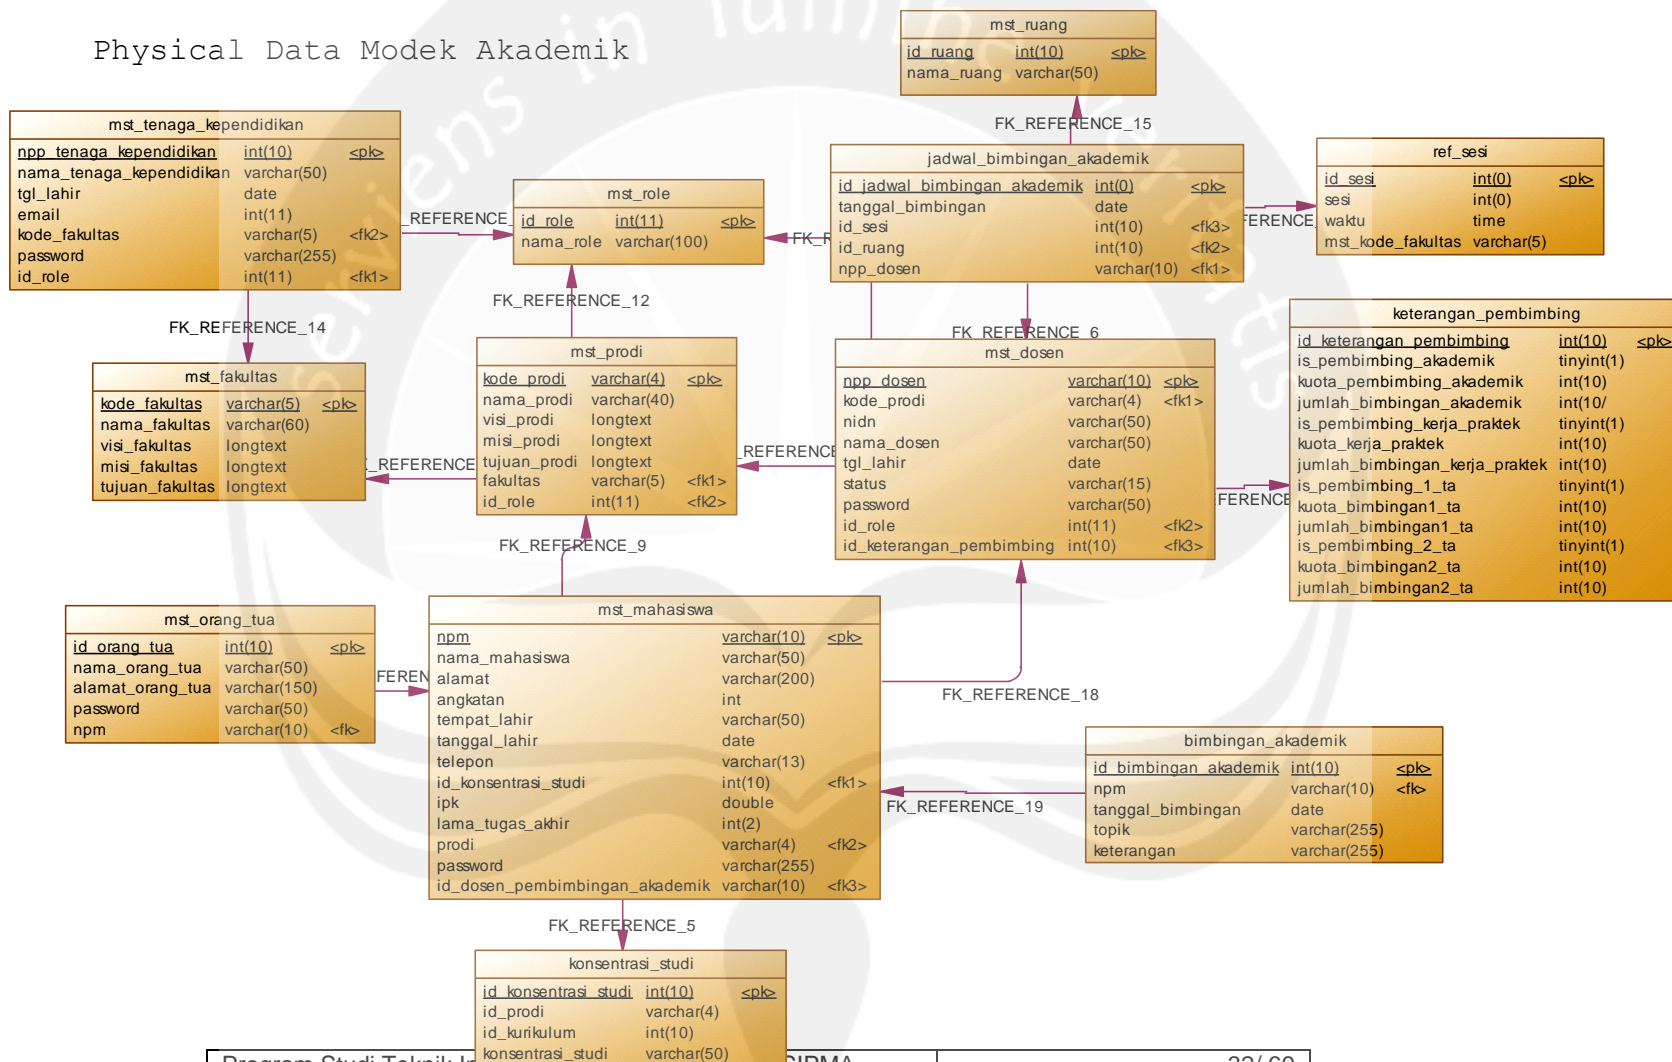 Physical Data Modek Akademik
serviens in lumine veritatis
mst_ruang
id_ruang int(10) <pk>
nama_ruang varchar(50)
FK_REFERENCE_15
mst_tenaga_kependidikan
npp_tenaga_kependidikan int(10) <pk>
nama_tenaga_kependidikan varchar(50)
tgl_lahir date
email int(11)
kode_fakultas varchar(5) <fk2>
password varchar(255)
id_role int(11) <fk1>
_REFERENCE_
mst_role
id_role int(11) <pk>
nama_role varchar(100)
jadwal_bimbingan_akademik
id_jadwal_bimbingan_akademik int(0) <pk>
tanggal_bimbingan date
id_sesi int(10) <fk3>
id_ruang int(10) <fk2>
npp_dosen varchar(10) <fk1>
ref_sesi
id_sesi int(0) <pk>
sesi int(0)
waktu time
mst_kode_fakultas varchar(5)
FK_REFERENCE_14
FK_REFERENCE_12
FK_REFERENCE_6
mst_fakultas
kode_fakultas varchar(5) <pk>
nama_fakultas varchar(60)
visi_fakultas longtext
misi_fakultas longtext
tujuan_fakultas longtext
_REFERENCE
mst_prodi
kode_prodi varchar(4) <pk>
nama_prodi varchar(40)
visi_prodi longtext
misi_prodi longtext
tujuan_prodi longtext
fakultas varchar(5) <fk1>
id_role int(11) <fk2>
_REFERENCE
mst_dosen
npp_dosen varchar(10) <pk>
kode_prodi varchar(4) <fk1>
nidn varchar(50)
nama_dosen varchar(50)
tgl_lahir date
status varchar(15)
password varchar(50)
id_role int(11) <fk2>
id_keterangan_pembimbing int(10) <fk3>
FERENCE
keterangan_pembimbing
id_keterangan_pembimbing int(10) <pk>
is_pembimbing_akademik tinyint(1)
kuota_pembimbing_akademik int(10)
jumlah_bimbingan_akademik int(10/
is_pembimbing_kerja_praktek tinyint(1)
kuota_kerja_praktek int(10)
jumlah_bimbingan_kerja_praktek int(10)
is_pembimbing_1_ta tinyint(1)
kuota_bimbingan1_ta int(10)
jumlah_bimbingan1_ta int(10)
is_pembimbing_2_ta tinyint(1)
kuota_bimbingan2_ta int(10)
jumlah_bimbingan2_ta int(10)
FK_REFERENCE_9
mst_orang_tua
id_orang_tua int(10) <pk>
nama_orang_tua varchar(50)
alamat_orang_tua varchar(150)
password varchar(50)
npm varchar(10) <fk>
FEREN
mst_mahasiswa
npm varchar(10) <pk>
nama_mahasiswa varchar(50)
alamat varchar(200)
angkatan int
tempat_lahir varchar(50)
tanggal_lahir date
telepon varchar(13)
id_konsentrasi_studi int(10) <fk1>
ipk double
lama_tugas_akhir int(2)
prodi varchar(4) <fk2>
password varchar(255)
id_dosen_pembimbingan_akademik varchar(10) <fk3>
FK_REFERENCE_18
bimbingan_akademik
id_bimbingan_akademik int(10) <pk>
npm varchar(10) <fk>
tanggal_bimbingan date
topik varchar(255)
keterangan varchar(255)
FK_REFERENCE_19
FK_REFERENCE_5
konsentrasi_studi
id_konsentrasi_studi int(10) <pk>
id_prodi varchar(4)
id_kurikulum int(10)
konsentrasi_studi varchar(50)